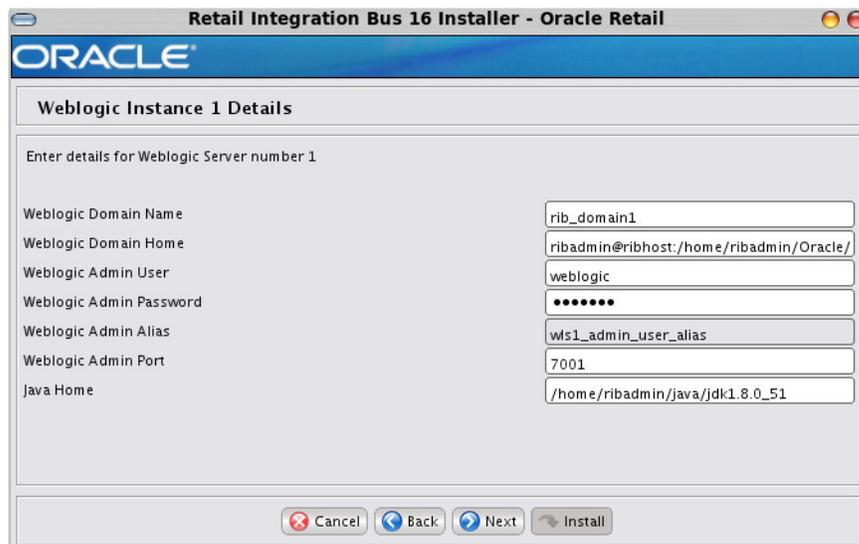 Retail Integration Bus 16 Installer - Oracle Retail
ORACLE®
Weblogic Instance 1 Details
Enter details for Weblogic Server number 1
Weblogic Domain Name rib_domain1
Weblogic Domain Home ribadmin@ribhost:/home/ribadmin/Oracle/
Weblogic Admin User weblogic
Weblogic Admin Password •••••••
Weblogic Admin Alias wls1_admin_user_alias
Weblogic Admin Port 7001
Java Home /home/ribadmin/java/jdk1.8.0_51
Cancel Back Next Install